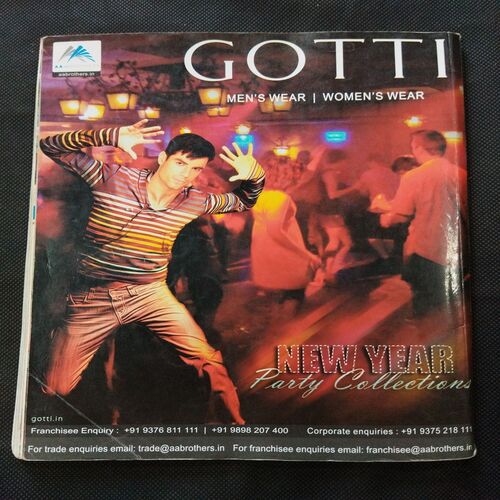 aabrothers.in
GOTTI
MEN'S WEAR | WOMEN'S WEAR
NEW YEAR
Party Collections
gotti.in
Franchisee Enquiry : +91 9376 811 111 | +91 9898 207 400 Corporate enquiries : +91 9375 218 111
For trade enquiries email: trade@aabrothers.in For franchisee enquiries email: franchisee@aabrothers.in